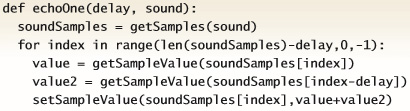 def echoOne(delay, sound):
  soundSamples = getSamples(sound)
  for index in range(len(soundSamples)-delay,0,-1):
    value = getSampleValue(soundSamples[index])
    value2 = getSampleValue(soundSamples[index-delay])
    setSampleValue(soundSamples[index],value+value2)